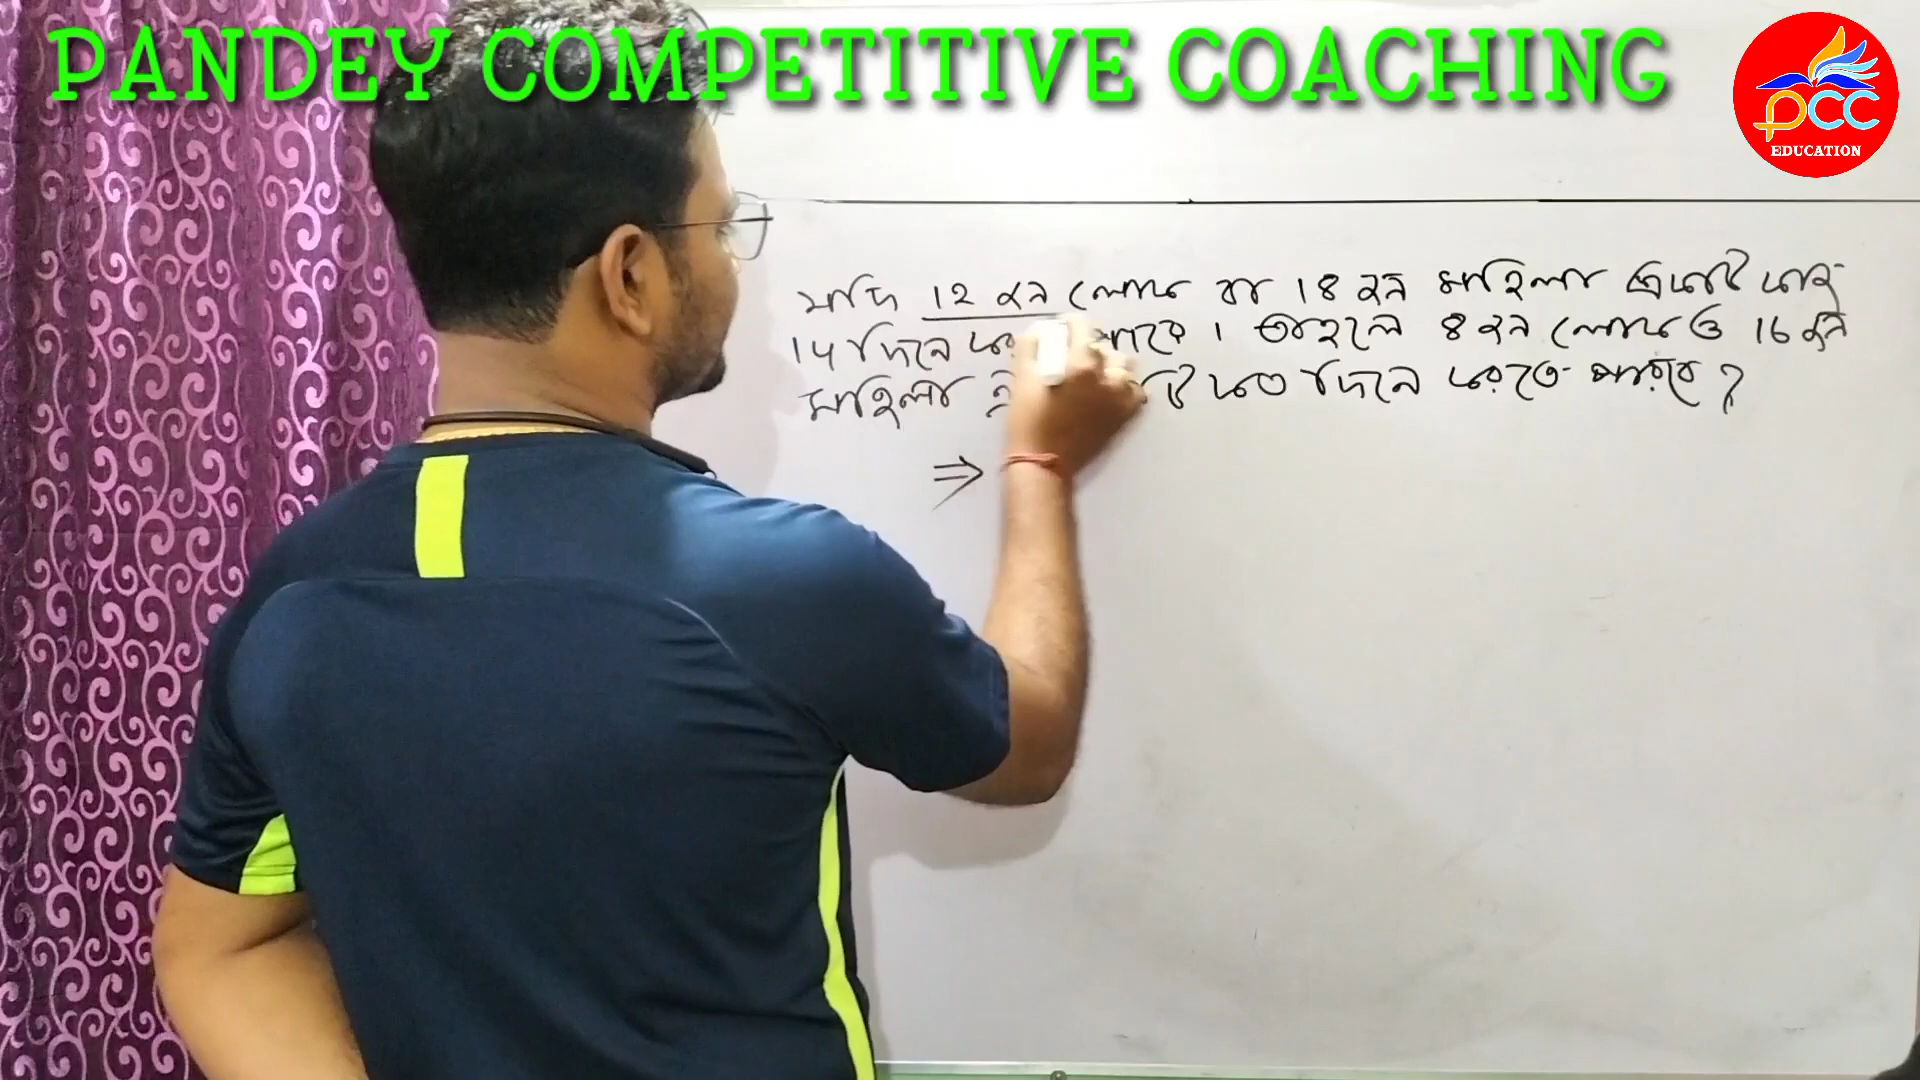 PANDEY COMPETITIVE COACHING
PCC
EDUCATION
যদি 12 জন লোক বা 18 জন মহিলা একটি কাজ
14 দিনে পারে । তাহলে 8 জন লোক ও 16 জন
মহিলা কত দিনে করতে পারবে ?
⇒